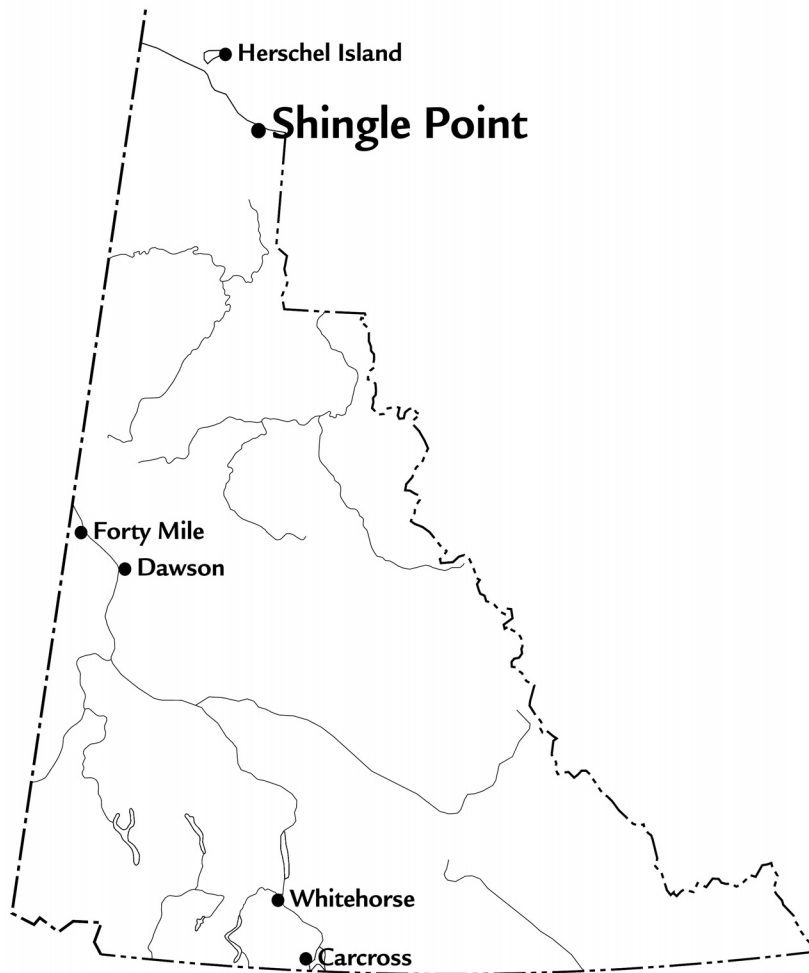 Herschel Island
Shingle Point
Forty Mile
Dawson
Whitehorse
Carcross